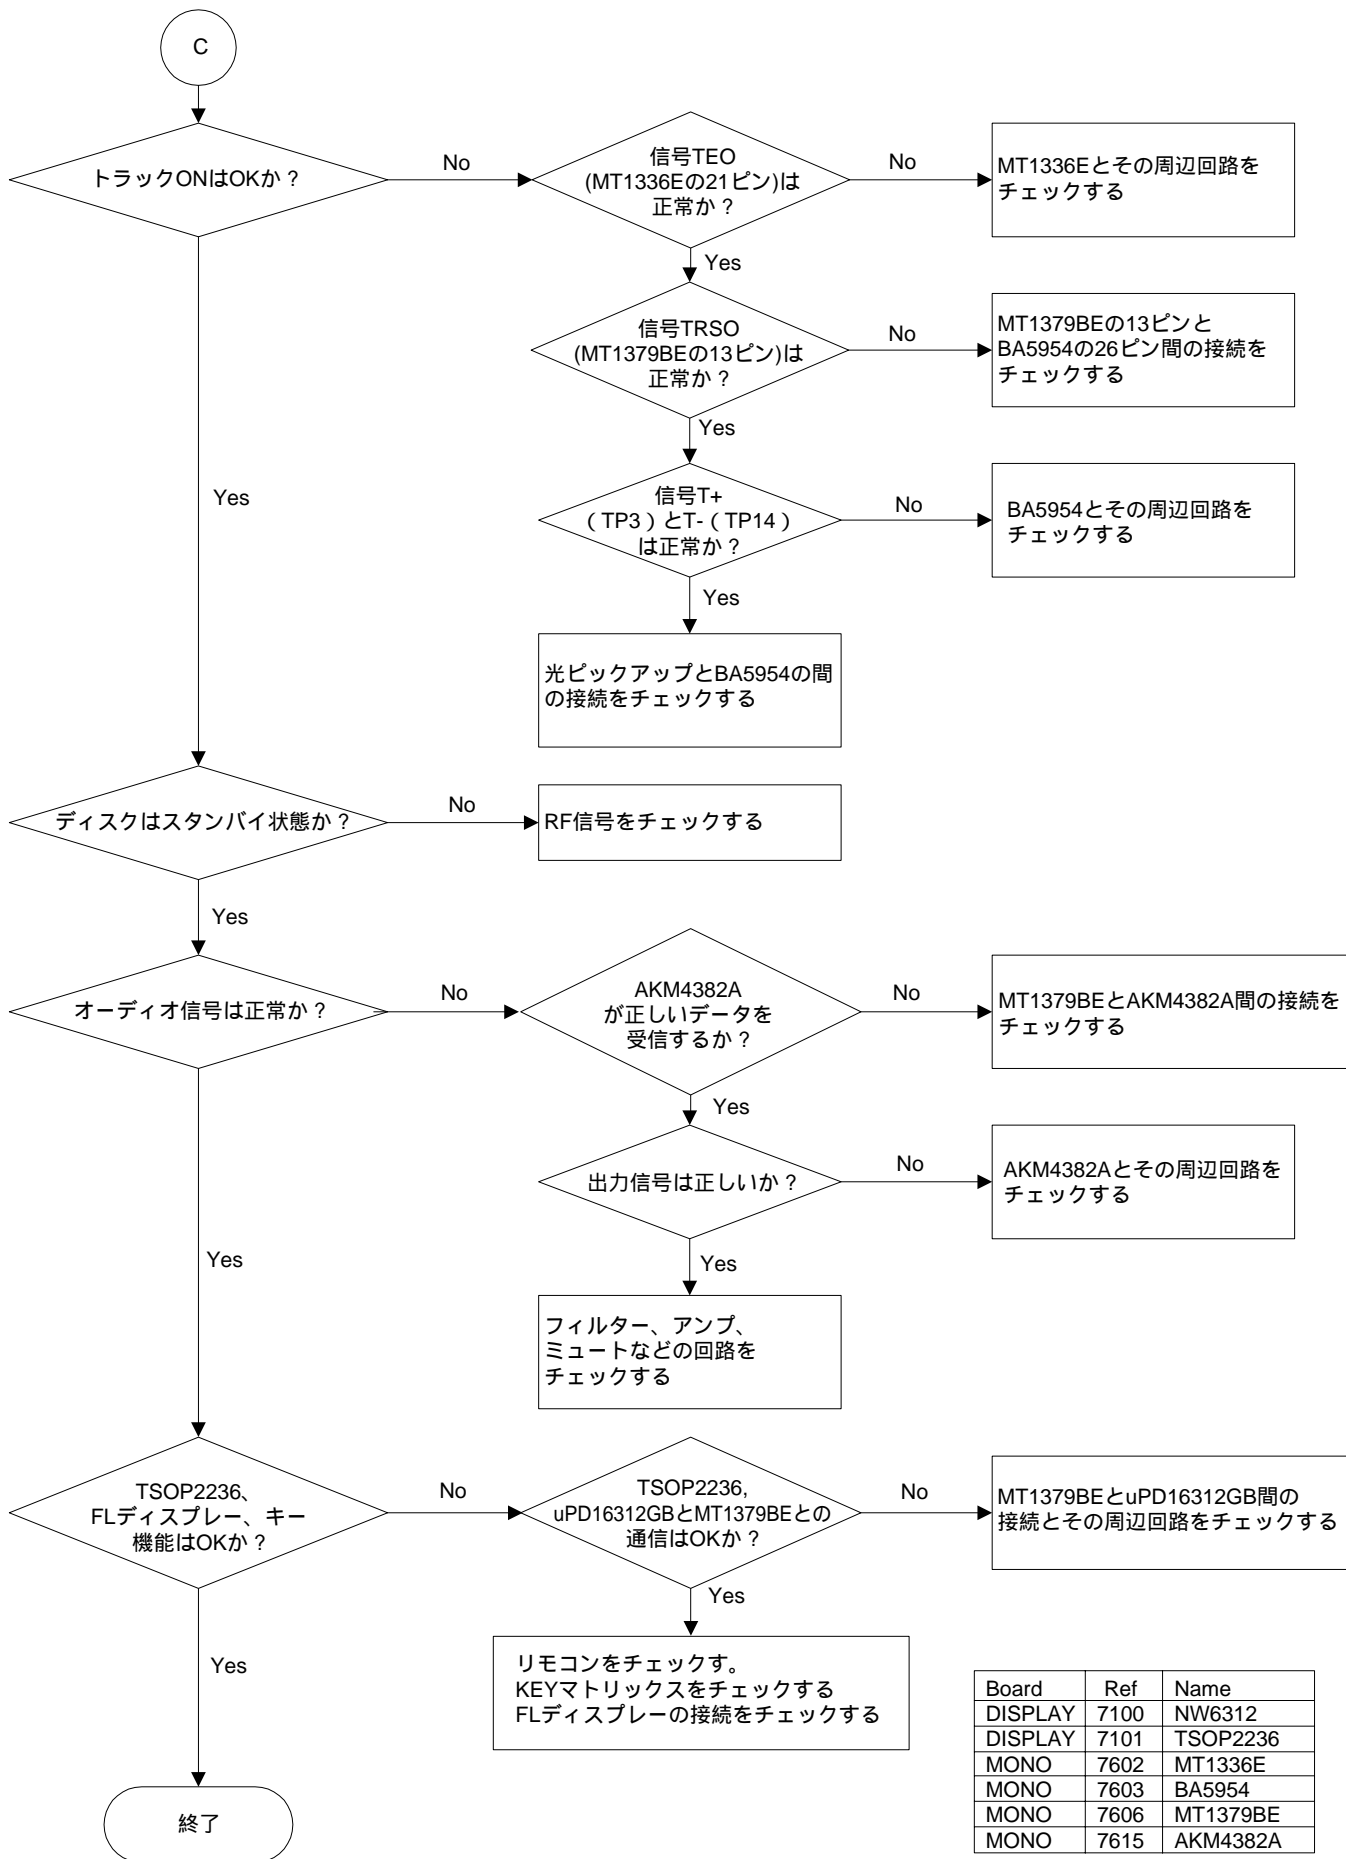 C
トラックONはOKか？
No
信号TEO
(MT1336Eの21ピン)は
正常か？
No
MT1336Eとその周辺回路を
チェックする
Yes
信号TRSO
(MT1379BEの13ピン)は
正常か？
No
MT1379BEの13ピンと
BA5954の26ピン間の接続を
チェックする
Yes
Yes
信号T+
（TP3）とT-（TP14）
は正常か？
No
BA5954とその周辺回路を
チェックする
Yes
光ピックアップとBA5954の間
の接続をチェックする
ディスクはスタンバイ状態か？
No
RF信号をチェックする
Yes
オーディオ信号は正常か？
No
AKM4382A
が正しいデータを
受信するか？
No
MT1379BEとAKM4382A間の接続を
チェックする
Yes
出力信号は正しいか？
No
AKM4382Aとその周辺回路を
チェックする
Yes
Yes
フィルター、アンプ、
ミュートなどの回路を
チェックする
TSOP2236、
FLディスプレー、キー
機能はOKか？
No
TSOP2236,
uPD16312GBとMT1379BEとの
通信はOKか？
No
MT1379BEとuPD16312GB間の
接続とその周辺回路をチェックする
Yes
Yes
リモコンをチェックす。
KEYマトリックスをチェックする
FLディスプレーの接続をチェックする
終了
Board Ref Name
DISPLAY 7100 NW6312
DISPLAY 7101 TSOP2236
MONO 7602 MT1336E
MONO 7603 BA5954
MONO 7606 MT1379BE
MONO 7615 AKM4382A